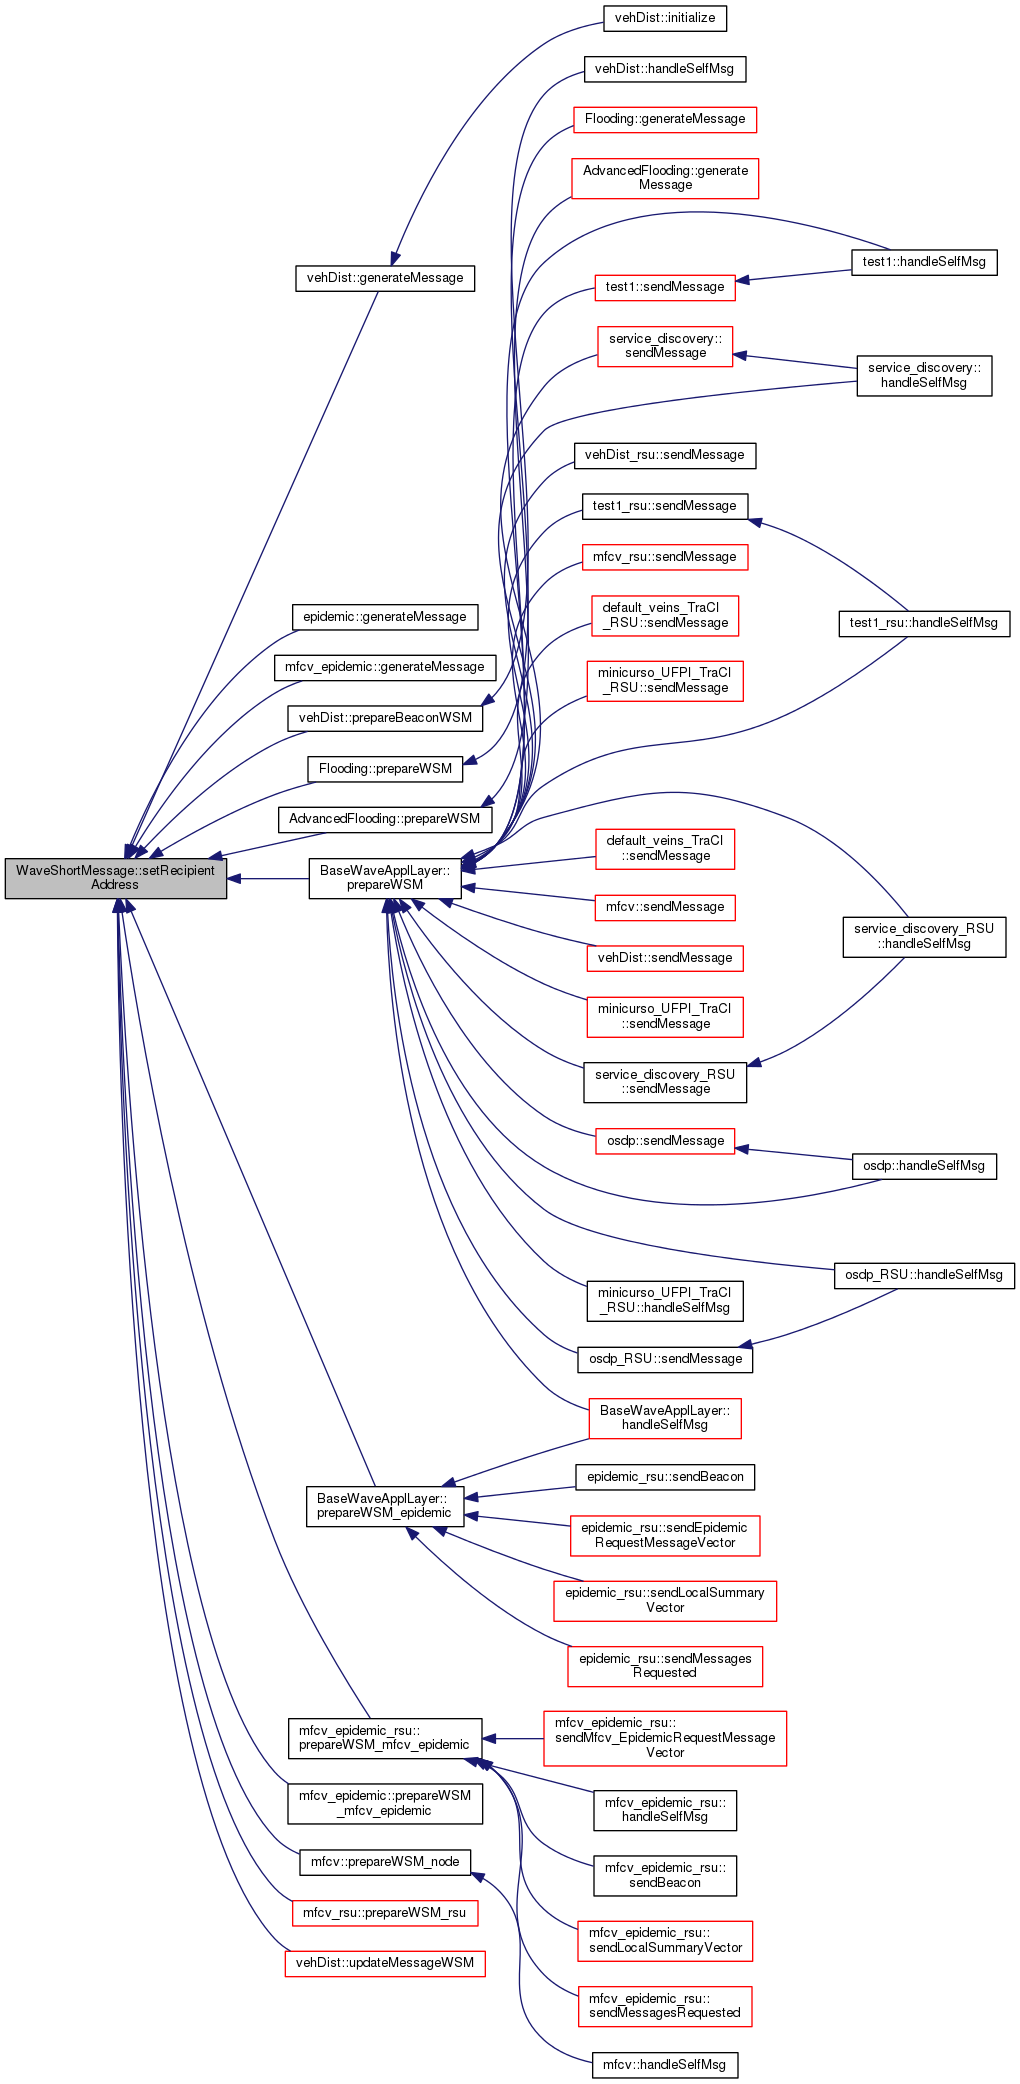 vehDist::initialize
vehDist::handleSelfMsg
Flooding::generateMessage
AdvancedFlooding::generate
Message
test1::handleSelfMsg
vehDist::generateMessage
test1::sendMessage
service_discovery::
sendMessage
service_discovery::
handleSelfMsg
vehDist_rsu::sendMessage
test1_rsu::sendMessage
mfcv_rsu::sendMessage
default_veins_TraCI
_RSU::sendMessage
epidemic::generateMessage
test1_rsu::handleSelfMsg
mfcv_epidemic::generateMessage
minicurso_UFPI_TraCI
_RSU::sendMessage
vehDist::prepareBeaconWSM
Flooding::prepareWSM
AdvancedFlooding::prepareWSM
default_veins_TraCI
::sendMessage
WaveShortMessage::setRecipient
Address
BaseWaveApplLayer::
prepareWSM
mfcv::sendMessage
service_discovery_RSU
::handleSelfMsg
vehDist::sendMessage
minicurso_UFPI_TraCI
::sendMessage
service_discovery_RSU
::sendMessage
osdp::sendMessage
osdp::handleSelfMsg
osdp_RSU::handleSelfMsg
minicurso_UFPI_TraCI
_RSU::handleSelfMsg
osdp_RSU::sendMessage
BaseWaveApplLayer::
handleSelfMsg
epidemic_rsu::sendBeacon
BaseWaveApplLayer::
prepareWSM_epidemic
epidemic_rsu::sendEpidemic
RequestMessageVector
epidemic_rsu::sendLocalSummary
Vector
epidemic_rsu::sendMessages
Requested
mfcv_epidemic_rsu::
prepareWSM_mfcv_epidemic
mfcv_epidemic_rsu::
sendMfcv_EpidemicRequestMessage
Vector
mfcv_epidemic::prepareWSM
_mfcv_epidemic
mfcv_epidemic_rsu::
handleSelfMsg
mfcv::prepareWSM_node
mfcv_epidemic_rsu::
sendBeacon
mfcv_rsu::prepareWSM_rsu
mfcv_epidemic_rsu::
sendLocalSummaryVector
vehDist::updateMessageWSM
mfcv_epidemic_rsu::
sendMessagesRequested
mfcv::handleSelfMsg